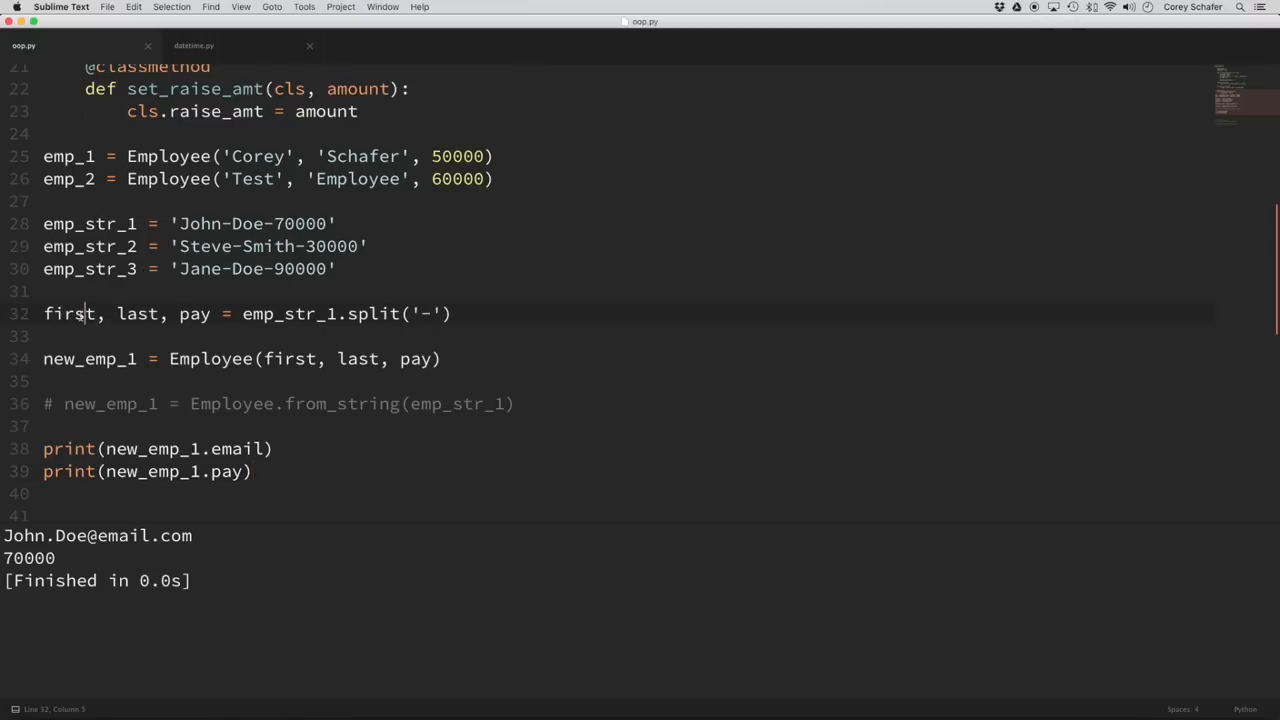 Sublime Text File Edit Selection Find View Goto Tools Project Window Help Corey Schafer
oop.py
oop.py datetime.py
21 @classmethod
22 def set_raise_amt(cls, amount):
23 cls.raise_amt = amount
24
25 emp_1 = Employee('Corey', 'Schafer', 50000)
26 emp_2 = Employee('Test', 'Employee', 60000)
27
28 emp_str_1 = 'John-Doe-70000'
29 emp_str_2 = 'Steve-Smith-30000'
30 emp_str_3 = 'Jane-Doe-90000'
31
32 first, last, pay = emp_str_1.split('-')
33
34 new_emp_1 = Employee(first, last, pay)
35
36 # new_emp_1 = Employee.from_string(emp_str_1)
37
38 print(new_emp_1.email)
39 print(new_emp_1.pay)
40
41
John.Doe@email.com
70000
[Finished in 0.0s]
Line 32, Column 5 Spaces: 4 Python